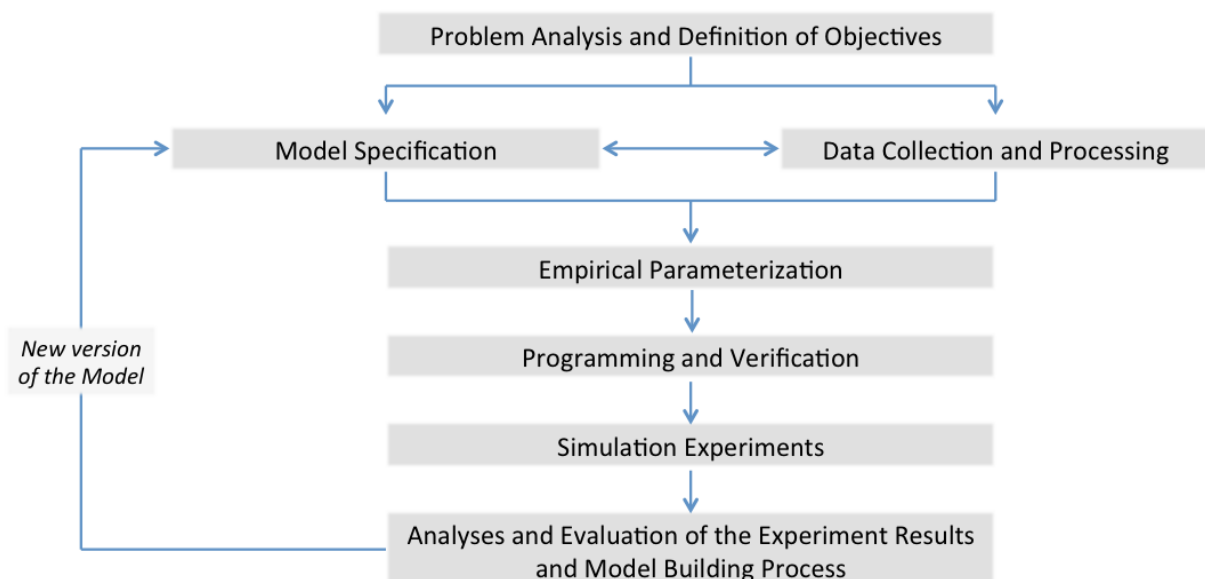 Problem Analysis and Definition of Objectives
Model Specification
Data Collection and Processing
Empirical Parameterization
Programming and Verification
New version
of the Model
Simulation Experiments
Analyses and Evaluation of the Experiment Results
and Model Building Process